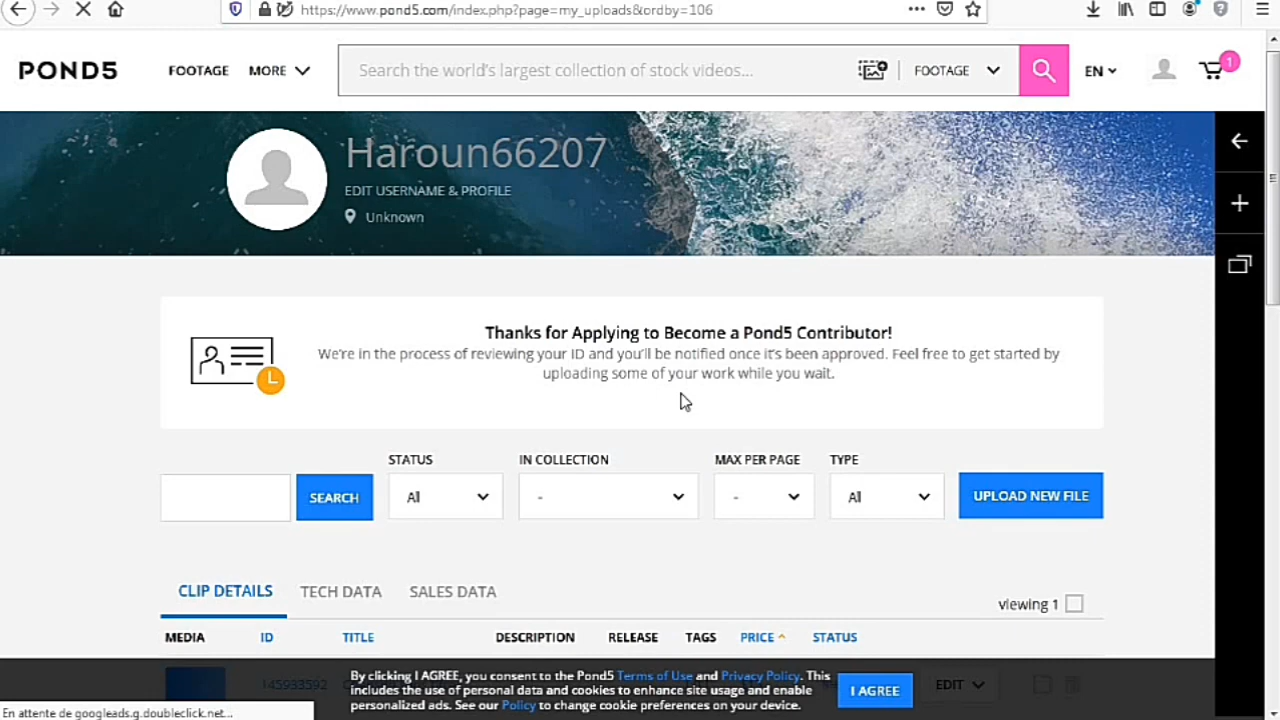 https://www.pond5.com/index.php?page=my_uploads&ordby=106
POND5 FOOTAGE MORE Search the world's largest collection of stock videos... FOOTAGE EN 1
Haroun66207
EDIT USERNAME & PROFILE
Unknown
Thanks for Applying to Become a Pond5 Contributor!
We're in the process of reviewing your ID and you'll be notified once it's been approved. Feel free to get started by
uploading some of your work while you wait.
STATUS IN COLLECTION MAX PER PAGE TYPE
SEARCH All - - All UPLOAD NEW FILE
CLIP DETAILS TECH DATA SALES DATA
viewing 1
MEDIA ID TITLE DESCRIPTION RELEASE TAGS PRICE STATUS
145933592 EDIT
By clicking I AGREE, you consent to the Pond5 Terms of Use and Privacy Policy. This
includes the use of personal data and cookies to enhance site usage and enable
personalized ads. See our Policy to change cookie preferences on your device.
I AGREE
En attente de googleads.g.doubleclick.net...